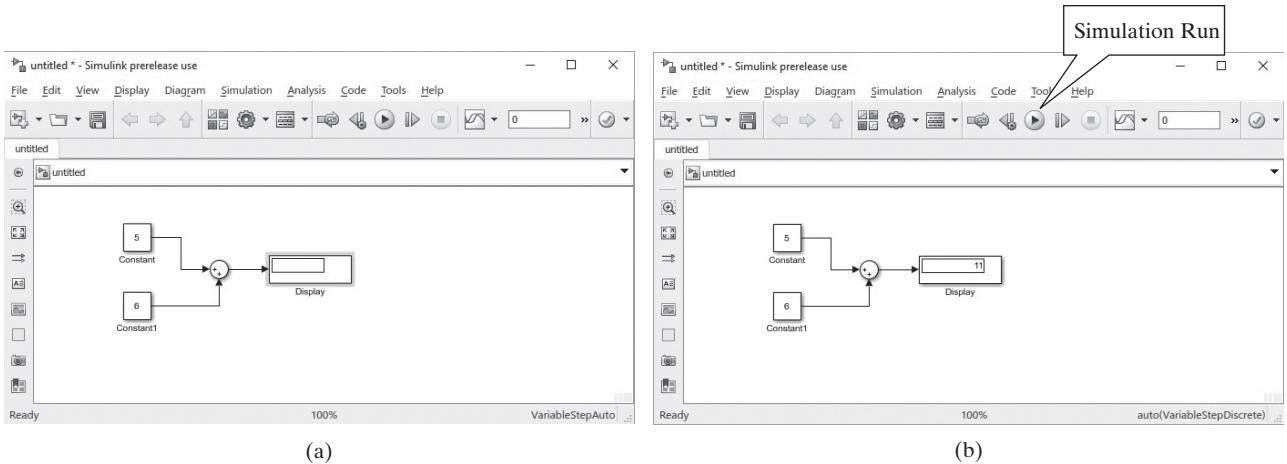 Simulation Run
untitled * - Simulink prerelease use
File Edit View Display Diagram Simulation Analysis Code Tools Help
0
untitled
untitled
5
Constant
6
Constant1
Display
Ready 100% VariableStepAuto
(a)
untitled * - Simulink prerelease use
File Edit View Display Diagram Simulation Analysis Code Tools Help
0
untitled
untitled
5
Constant
6
Constant1
11
Display
Ready 100% auto(VariableStepDiscrete)
(b)